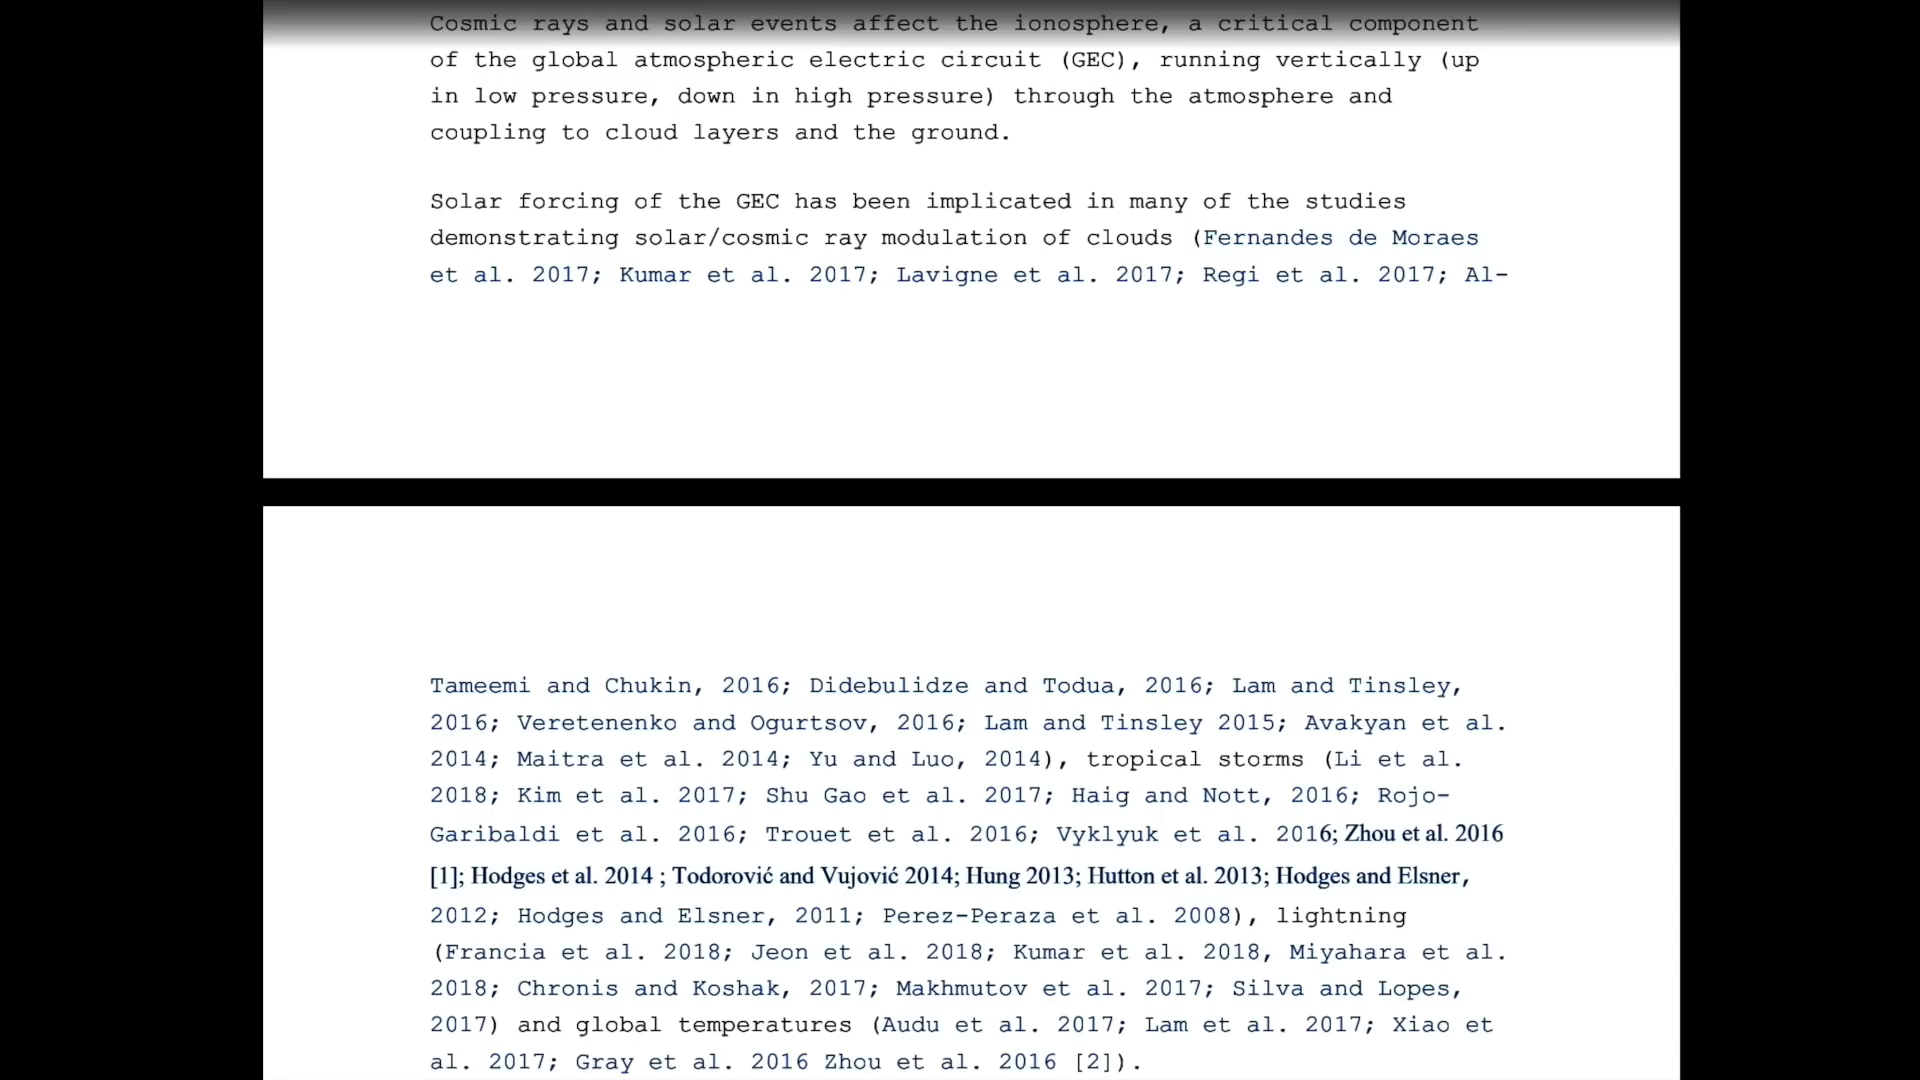 Cosmic rays and solar events affect the ionosphere, a critical component
of the global atmospheric electric circuit (GEC), running vertically (up
in low pressure, down in high pressure) through the atmosphere and
coupling to cloud layers and the ground.
Solar forcing of the GEC has been implicated in many of the studies
demonstrating solar/cosmic ray modulation of clouds (Fernandes de Moraes
et al. 2017; Kumar et al. 2017; Lavigne et al. 2017; Regi et al. 2017; Al-
Tameemi and Chukin, 2016; Didebulidze and Todua, 2016; Lam and Tinsley,
2016; Veretenenko and Ogurtsov, 2016; Lam and Tinsley 2015; Avakyan et al.
2014; Maitra et al. 2014; Yu and Luo, 2014), tropical storms (Li et al.
2018; Kim et al. 2017; Shu Gao et al. 2017; Haig and Nott, 2016; Rojo-
Garibaldi et al. 2016; Trouet et al. 2016; Vyklyuk et al. 2016; Zhou et al. 2016
[1]; Hodges et al. 2014 ; Todorović and Vujović 2014; Hung 2013; Hutton et al. 2013; Hodges and Elsner,
2012; Hodges and Elsner, 2011; Perez-Peraza et al. 2008), lightning
(Francia et al. 2018; Jeon et al. 2018; Kumar et al. 2018, Miyahara et al.
2018; Chronis and Koshak, 2017; Makhmutov et al. 2017; Silva and Lopes,
2017) and global temperatures (Audu et al. 2017; Lam et al. 2017; Xiao et
al. 2017; Gray et al. 2016 Zhou et al. 2016 [2]).